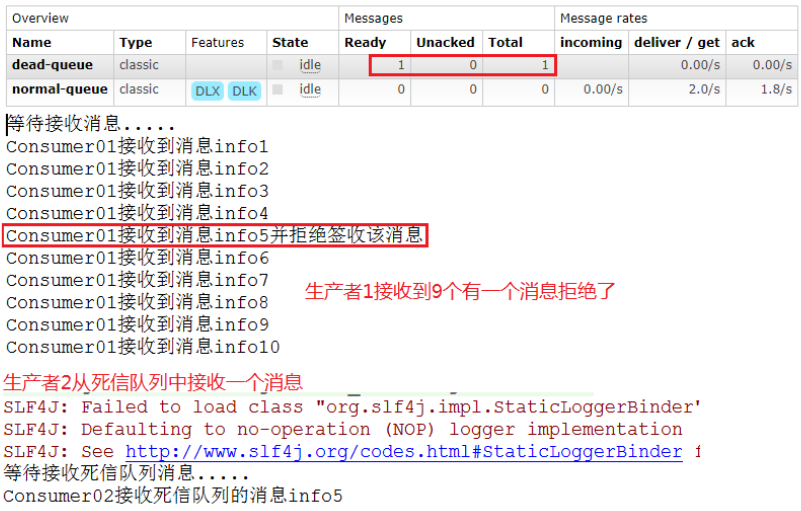 Overview Messages Message rates
Name Type Features State Ready Unacked Total incoming deliver / get ack
dead-queue classic idle 1 0 1 0.00/s 0.00/s
normal-queue classic DLX DLK idle 0 0 0 0.00/s 2.0/s 1.8/s
等待接收消息.....
Consumer01接收到消息info1
Consumer01接收到消息info2
Consumer01接收到消息info3
Consumer01接收到消息info4
Consumer01接收到消息info5并拒绝签收该消息
Consumer01接收到消息info6
Consumer01接收到消息info7
生产者1接收到9个有一个消息拒绝了
Consumer01接收到消息info8
Consumer01接收到消息info9
Consumer01接收到消息info10
生产者2从死信队列中接收一个消息
SLF4J: Failed to load class "org.slf4j.impl.StaticLoggerBinder"
SLF4J: Defaulting to no-operation (NOP) logger implementation
SLF4J: See http://www.slf4j.org/codes.html#StaticLoggerBinder f
等待接收死信队列消息.....
Consumer02接收死信队列的消息info5